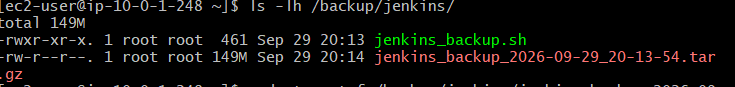 [ec2-user@ip-10-0-1-248 ~]$ ls -lh /backup/jenkins/
total 149M
-rwxr-xr-x. 1 root root  461 Sep 29 20:13 jenkins_backup.sh
-rw-r--r--. 1 root root 149M Sep 29 20:14 jenkins_backup_2026-09-29_20-13-54.tar
.gz